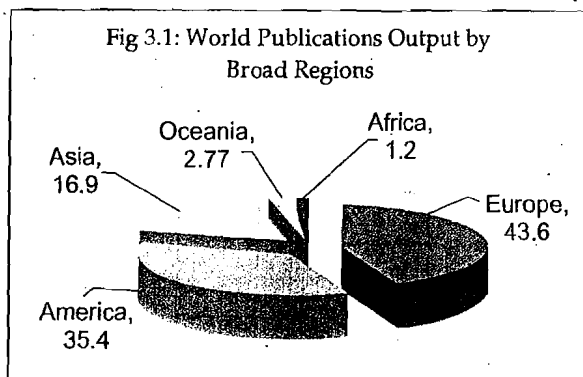 Fig 3.1: World Publications Output by
Broad Regions
Oceania,
2.77
Africa,
1.2
Asia,
16.9
Europe,
43.6
America,
35.4